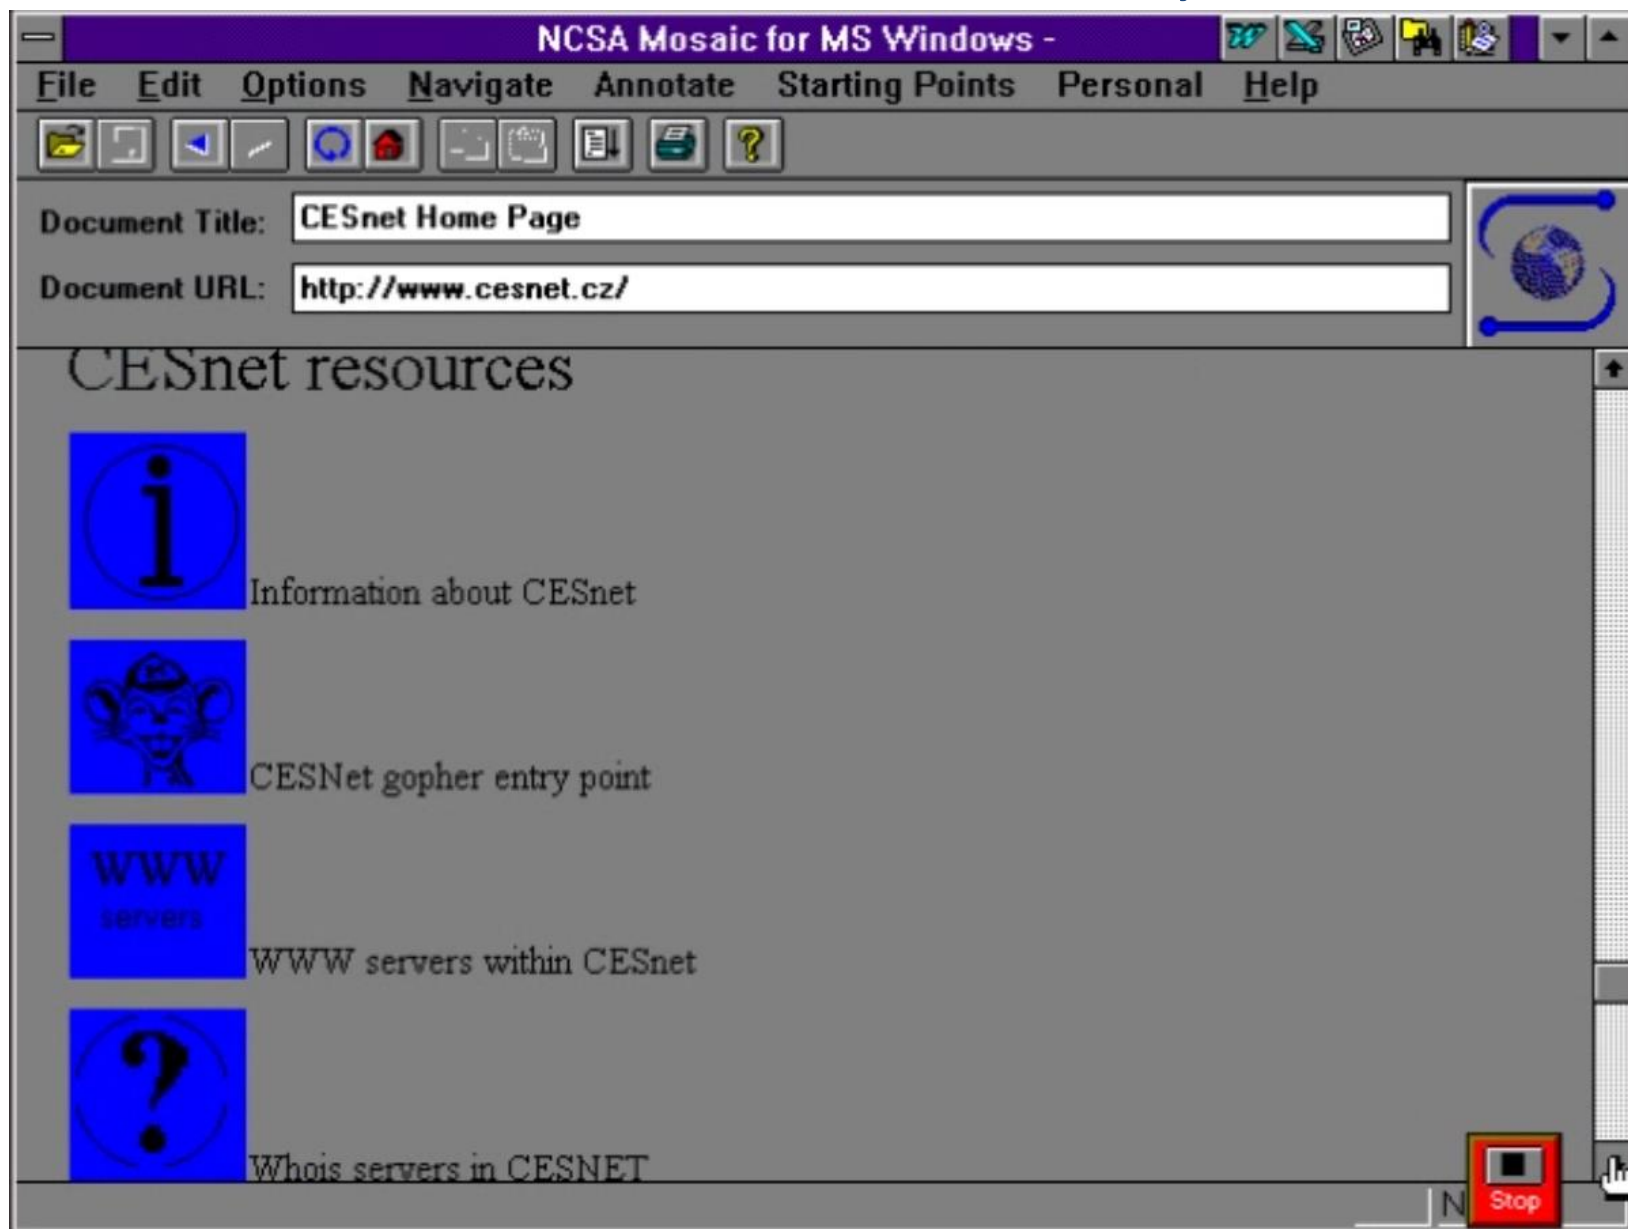 NCSA Mosaic for MS Windows -
File Edit Options Navigate Annotate Starting Points Personal Help
Document Title: CESnet Home Page
Document URL: http://www.cesnet.cz/
CESnet resources
i
Information about CESnet
CESNet gopher entry point
WWW
servers
WWW servers within CESnet
?
Whois servers in CESNET
N
Stop